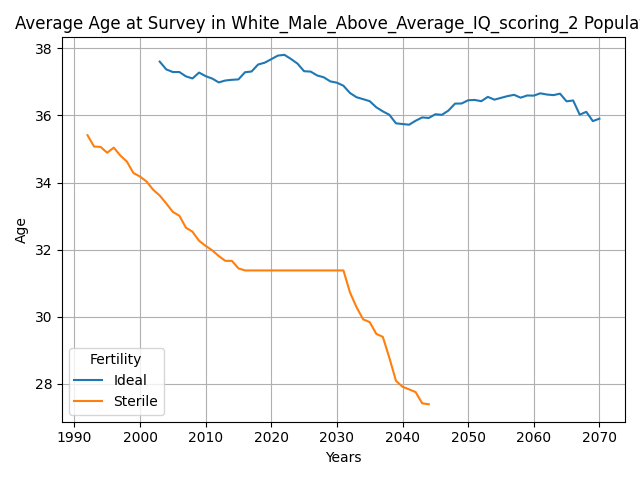 Average Age at Survey in White_Male_Above_Average_IQ_scoring_2 Popula
38
36
34
32
30
28
Age
Fertility
Ideal
Sterile
1990 2000 2010 2020 2030 2040 2050 2060 2070
Years